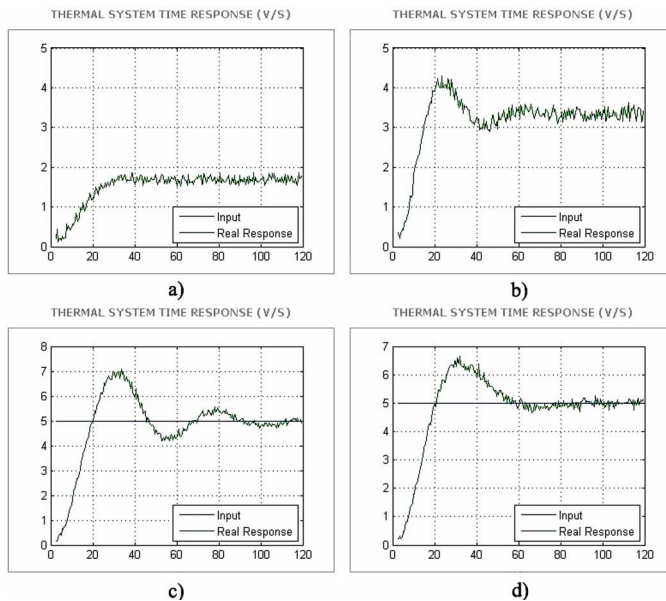 THERMAL SYSTEM TIME RESPONSE (V/S)
5
4
3
2
1
0
0 20 40 60 80 100 120
Input
Real Response
a)
THERMAL SYSTEM TIME RESPONSE (V/S)
5
4
3
2
1
0
0 20 40 60 80 100 120
Input
Real Response
b)
THERMAL SYSTEM TIME RESPONSE (V/S)
8
7
6
5
4
3
2
1
0
0 20 40 60 80 100 120
Input
Real Response
c)
THERMAL SYSTEM TIME RESPONSE (V/S)
7
6
5
4
3
2
1
0
0 20 40 60 80 100 120
Input
Real Response
d)